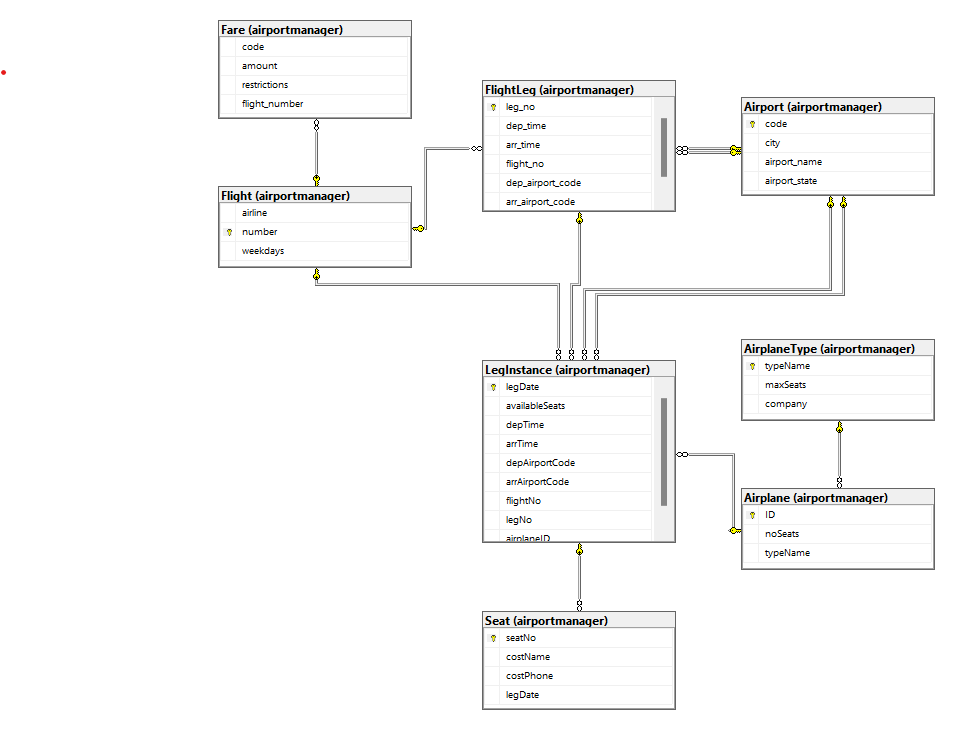 Fare (airportmanager)
code
amount
restrictions
flight_number
FlightLeg (airportmanager)
leg_no
dep_time
arr_time
flight_no
dep_airport_code
arr_airport_code
Airport (airportmanager)
code
city
airport_name
airport_state
Flight (airportmanager)
airline
number
weekdays
LegInstance (airportmanager)
legDate
availableSeats
depTime
arrTime
depAirportCode
arrAirportCode
flightNo
legNo
airplaneID
AirplaneType (airportmanager)
typeName
maxSeats
company
Airplane (airportmanager)
ID
noSeats
typeName
Seat (airportmanager)
seatNo
costName
costPhone
legDate